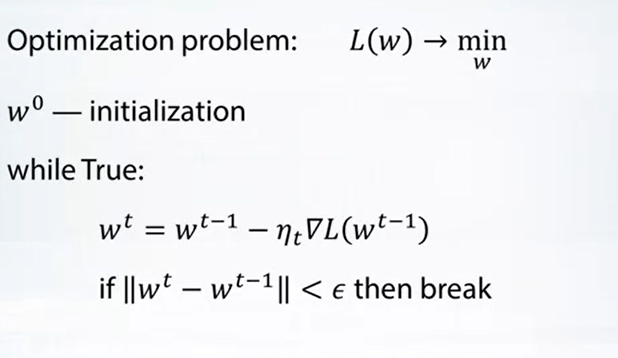 Optimization problem: L(w) → min
w
w⁰ — initialization
while True:
wᵗ = wᵗ⁻¹ − ηₜ∇L(wᵗ⁻¹)
if ‖wᵗ − wᵗ⁻¹‖ < ϵ then break